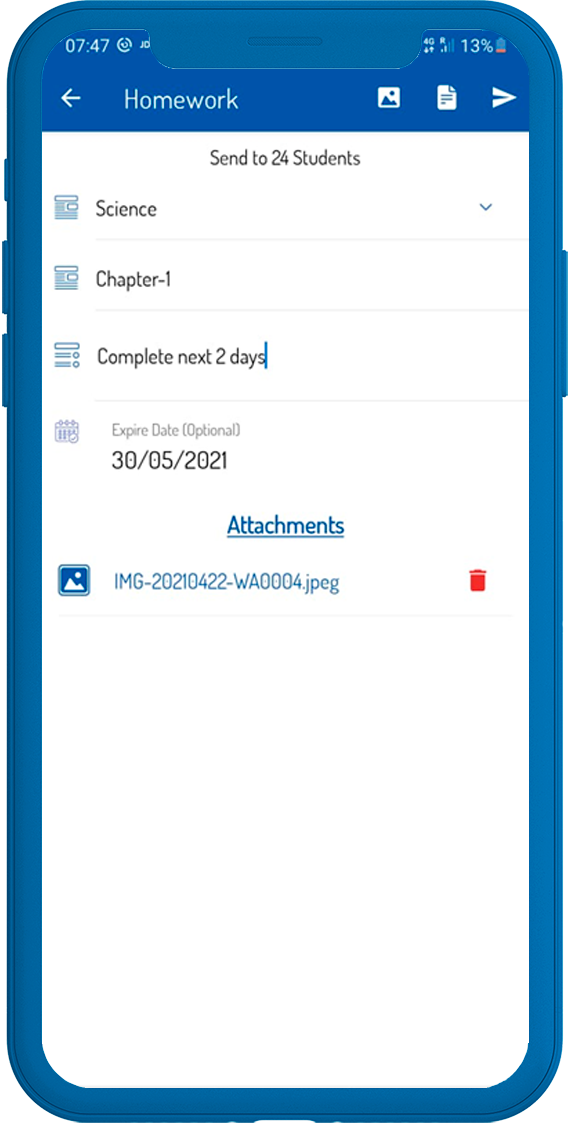 07:47 JD 4G R 13%
Homework
Send to 24 Students
Science
Chapter-1
Complete next 2 days
Expire Date (Optional)
30/05/2021
Attachments
IMG-20210422-WA0004.jpeg